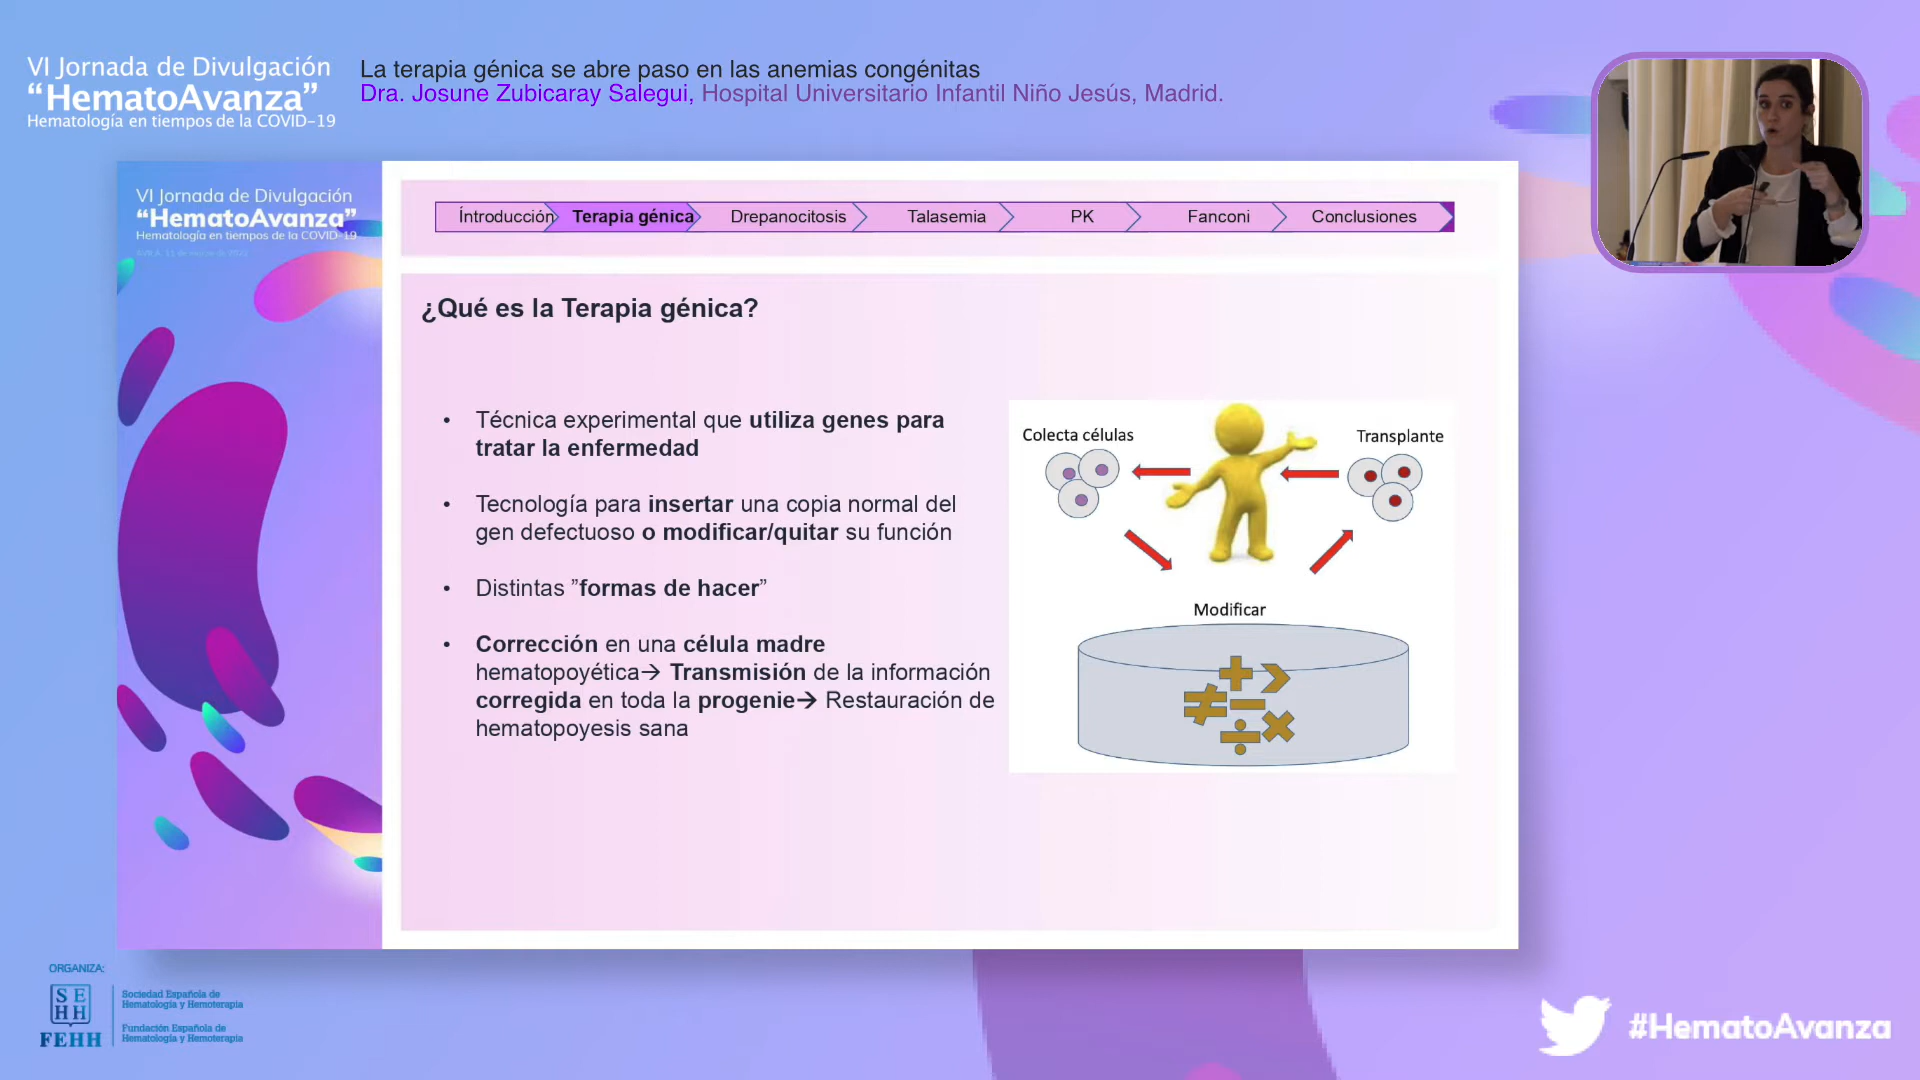 VI Jornada de Divulgación
“HematoAvanza”
Hematología en tiempos de la COVID-19
La terapia génica se abre paso en las anemias congénitas
Dra. Josune Zubicaray Salegui, Hospital Universitario Infantil Niño Jesús, Madrid.
VI Jornada de Divulgación
“HematoAvanza”
Hematología en tiempos de la COVID-19
Íntroducción
Terapia génica
Drepanocitosis
Talasemia
PK
Fanconi
Conclusiones
¿Qué es la Terapia génica?
• Técnica experimental que utiliza genes para
tratar la enfermedad
• Tecnología para insertar una copia normal del
gen defectuoso o modificar/quitar su función
• Distintas ”formas de hacer”
• Corrección en una célula madre
hematopoyética→ Transmisión de la información
corregida en toda la progenie→ Restauración de
hematopoyesis sana
Colecta células
Transplante
Modificar
ORGANIZA:
SE
HH
FEHH
Sociedad Española de
Hematología y Hemoterapia
Fundación Española de
Hematología y Hemoterapia
#HematoAvanza